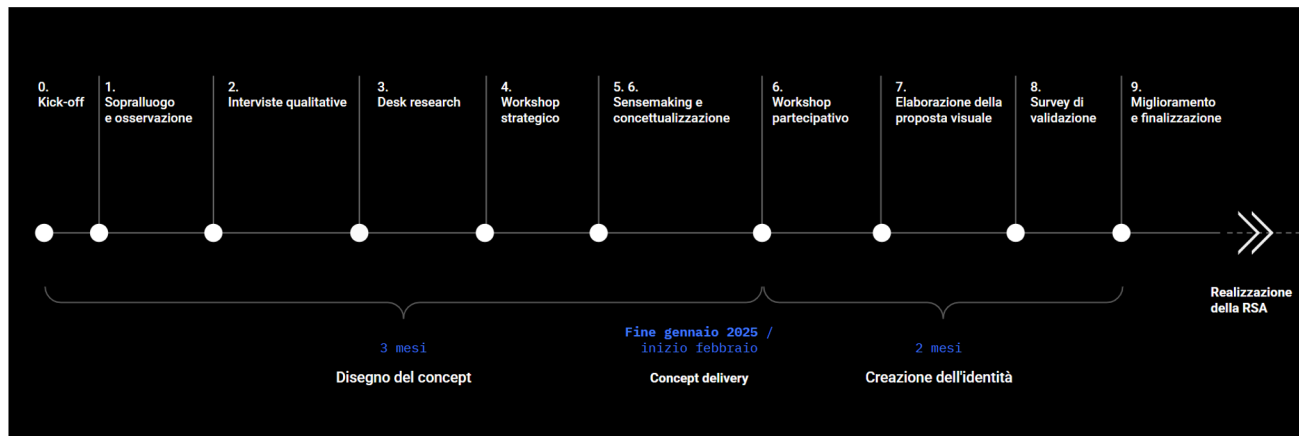 0.
Kick-off
1.
Sopralluogo
e osservazione
2.
Interviste qualitative
3.
Desk research
4.
Workshop
strategico
5. 6.
Sensemaking e
concettualizzazione
6.
Workshop
partecipativo
7.
Elaborazione della
proposta visuale
8.
Survey di
validazione
9.
Miglioramento
e finalizzazione
Realizzazione
della RSA
3 mesi
Disegno del concept
Fine gennaio 2025 /
inizio febbraio
Concept delivery
2 mesi
Creazione dell'identità